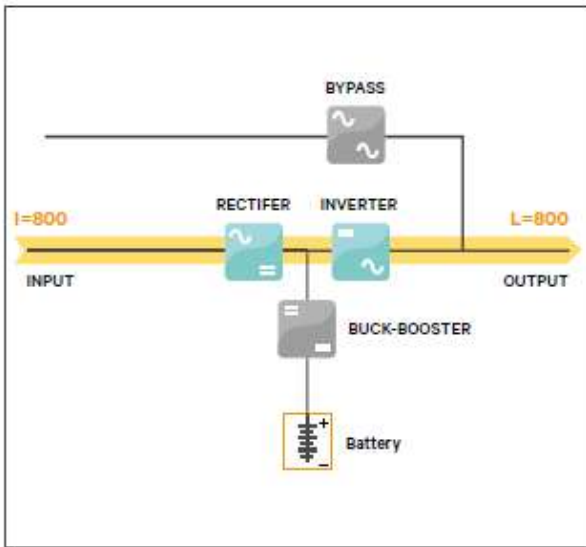 BYPASS
RECTIFER
INVERTER
I=800
L=800
INPUT
OUTPUT
BUCK-BOOSTER
+
Battery
−